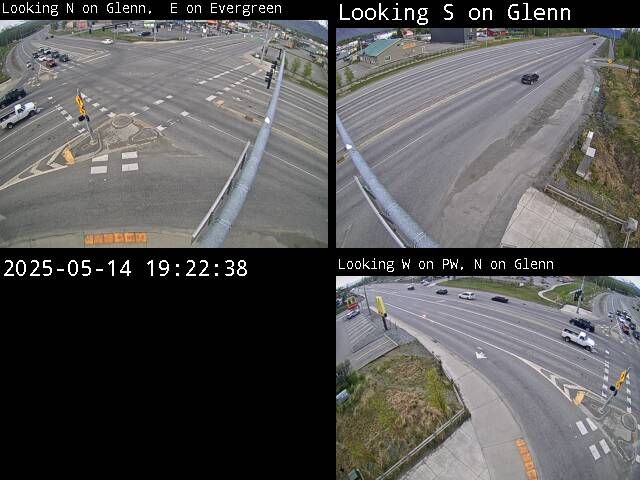 Looking N on Glenn,  E on Evergreen
Looking S on Glenn
2025-05-14 19:22:38
Looking W on PW, N on Glenn